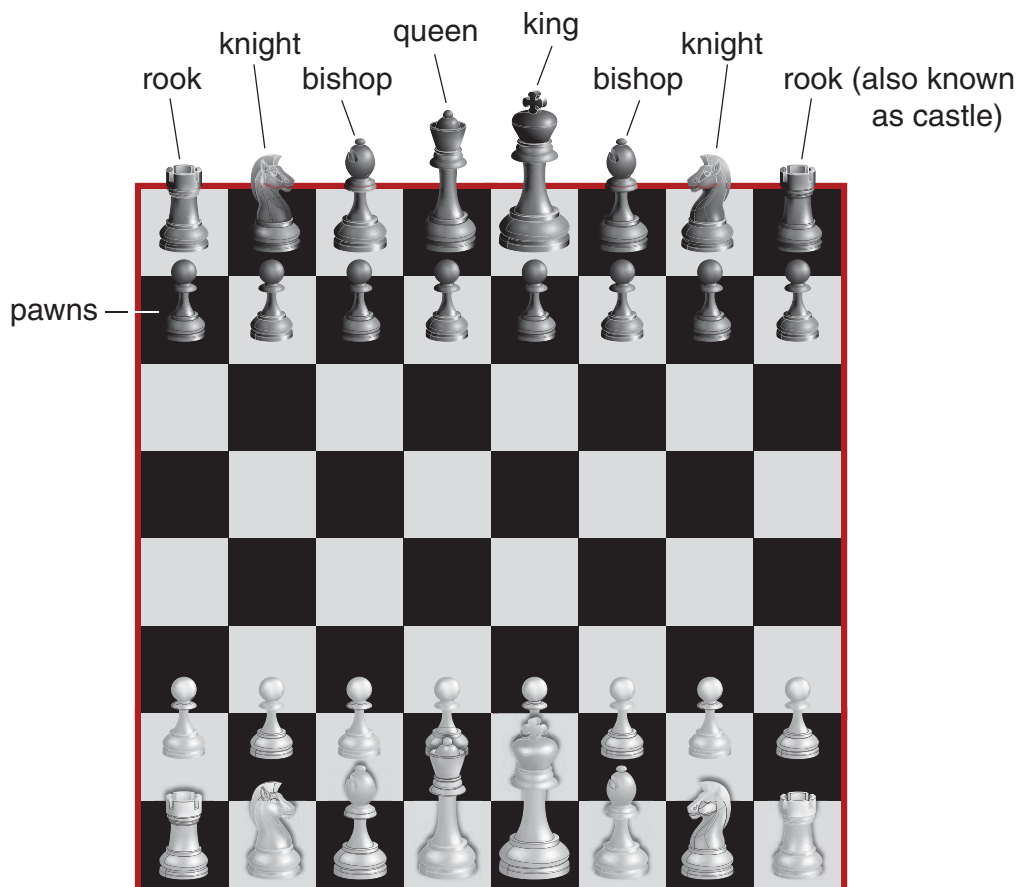 king
queen
knight
knight
rook
bishop
bishop
rook (also known
as castle)
pawns